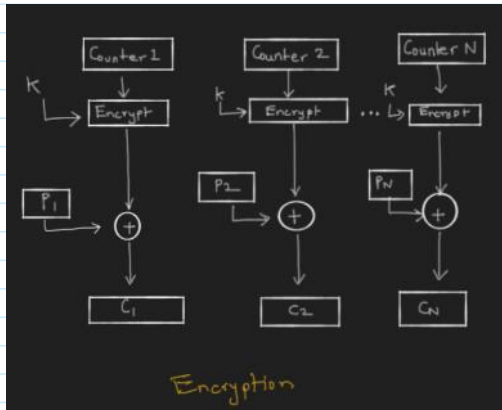 Counter 1 Counter 2 Counter N
K K K
Encrypt Encrypt ... Encrypt
P1 P2 PN
+ + +
C1 C2 CN
Encryption